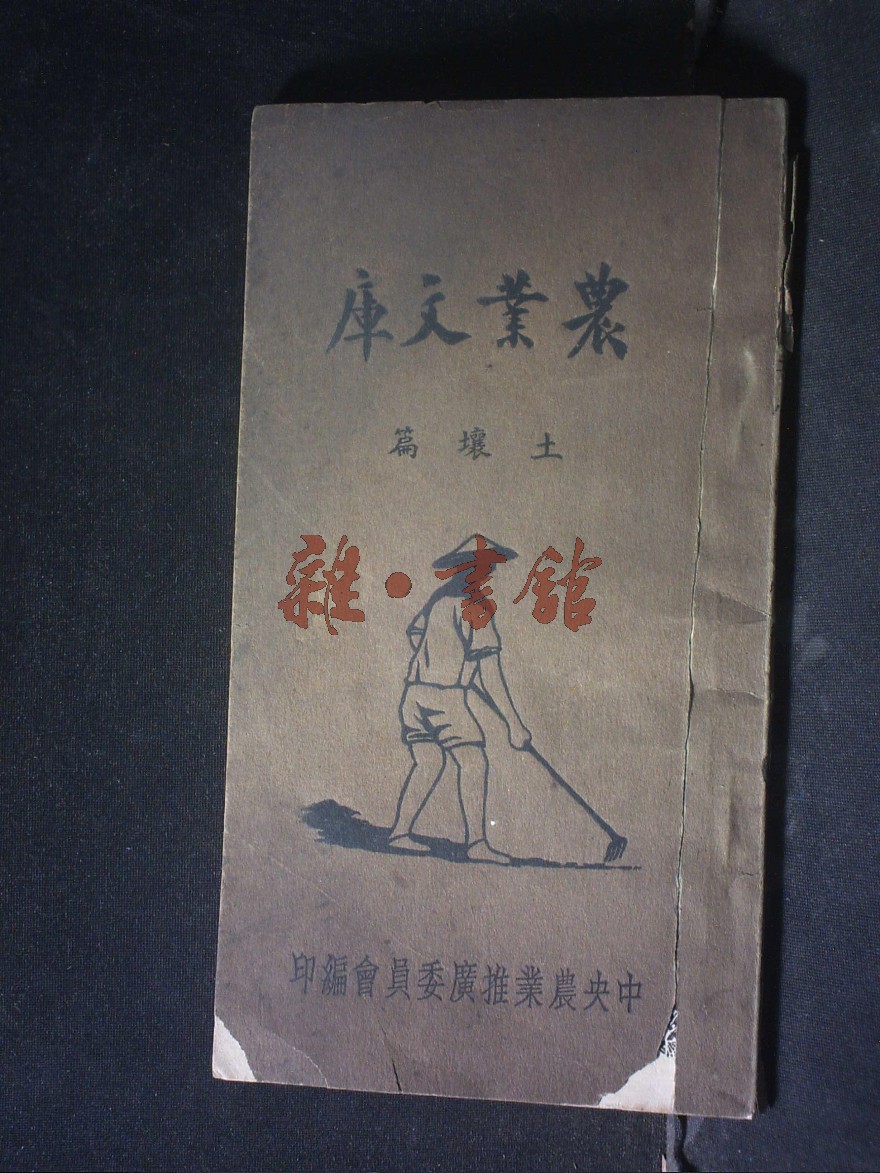 農業文庫
土壤篇
雜·書館
中央農業推廣委員會編印